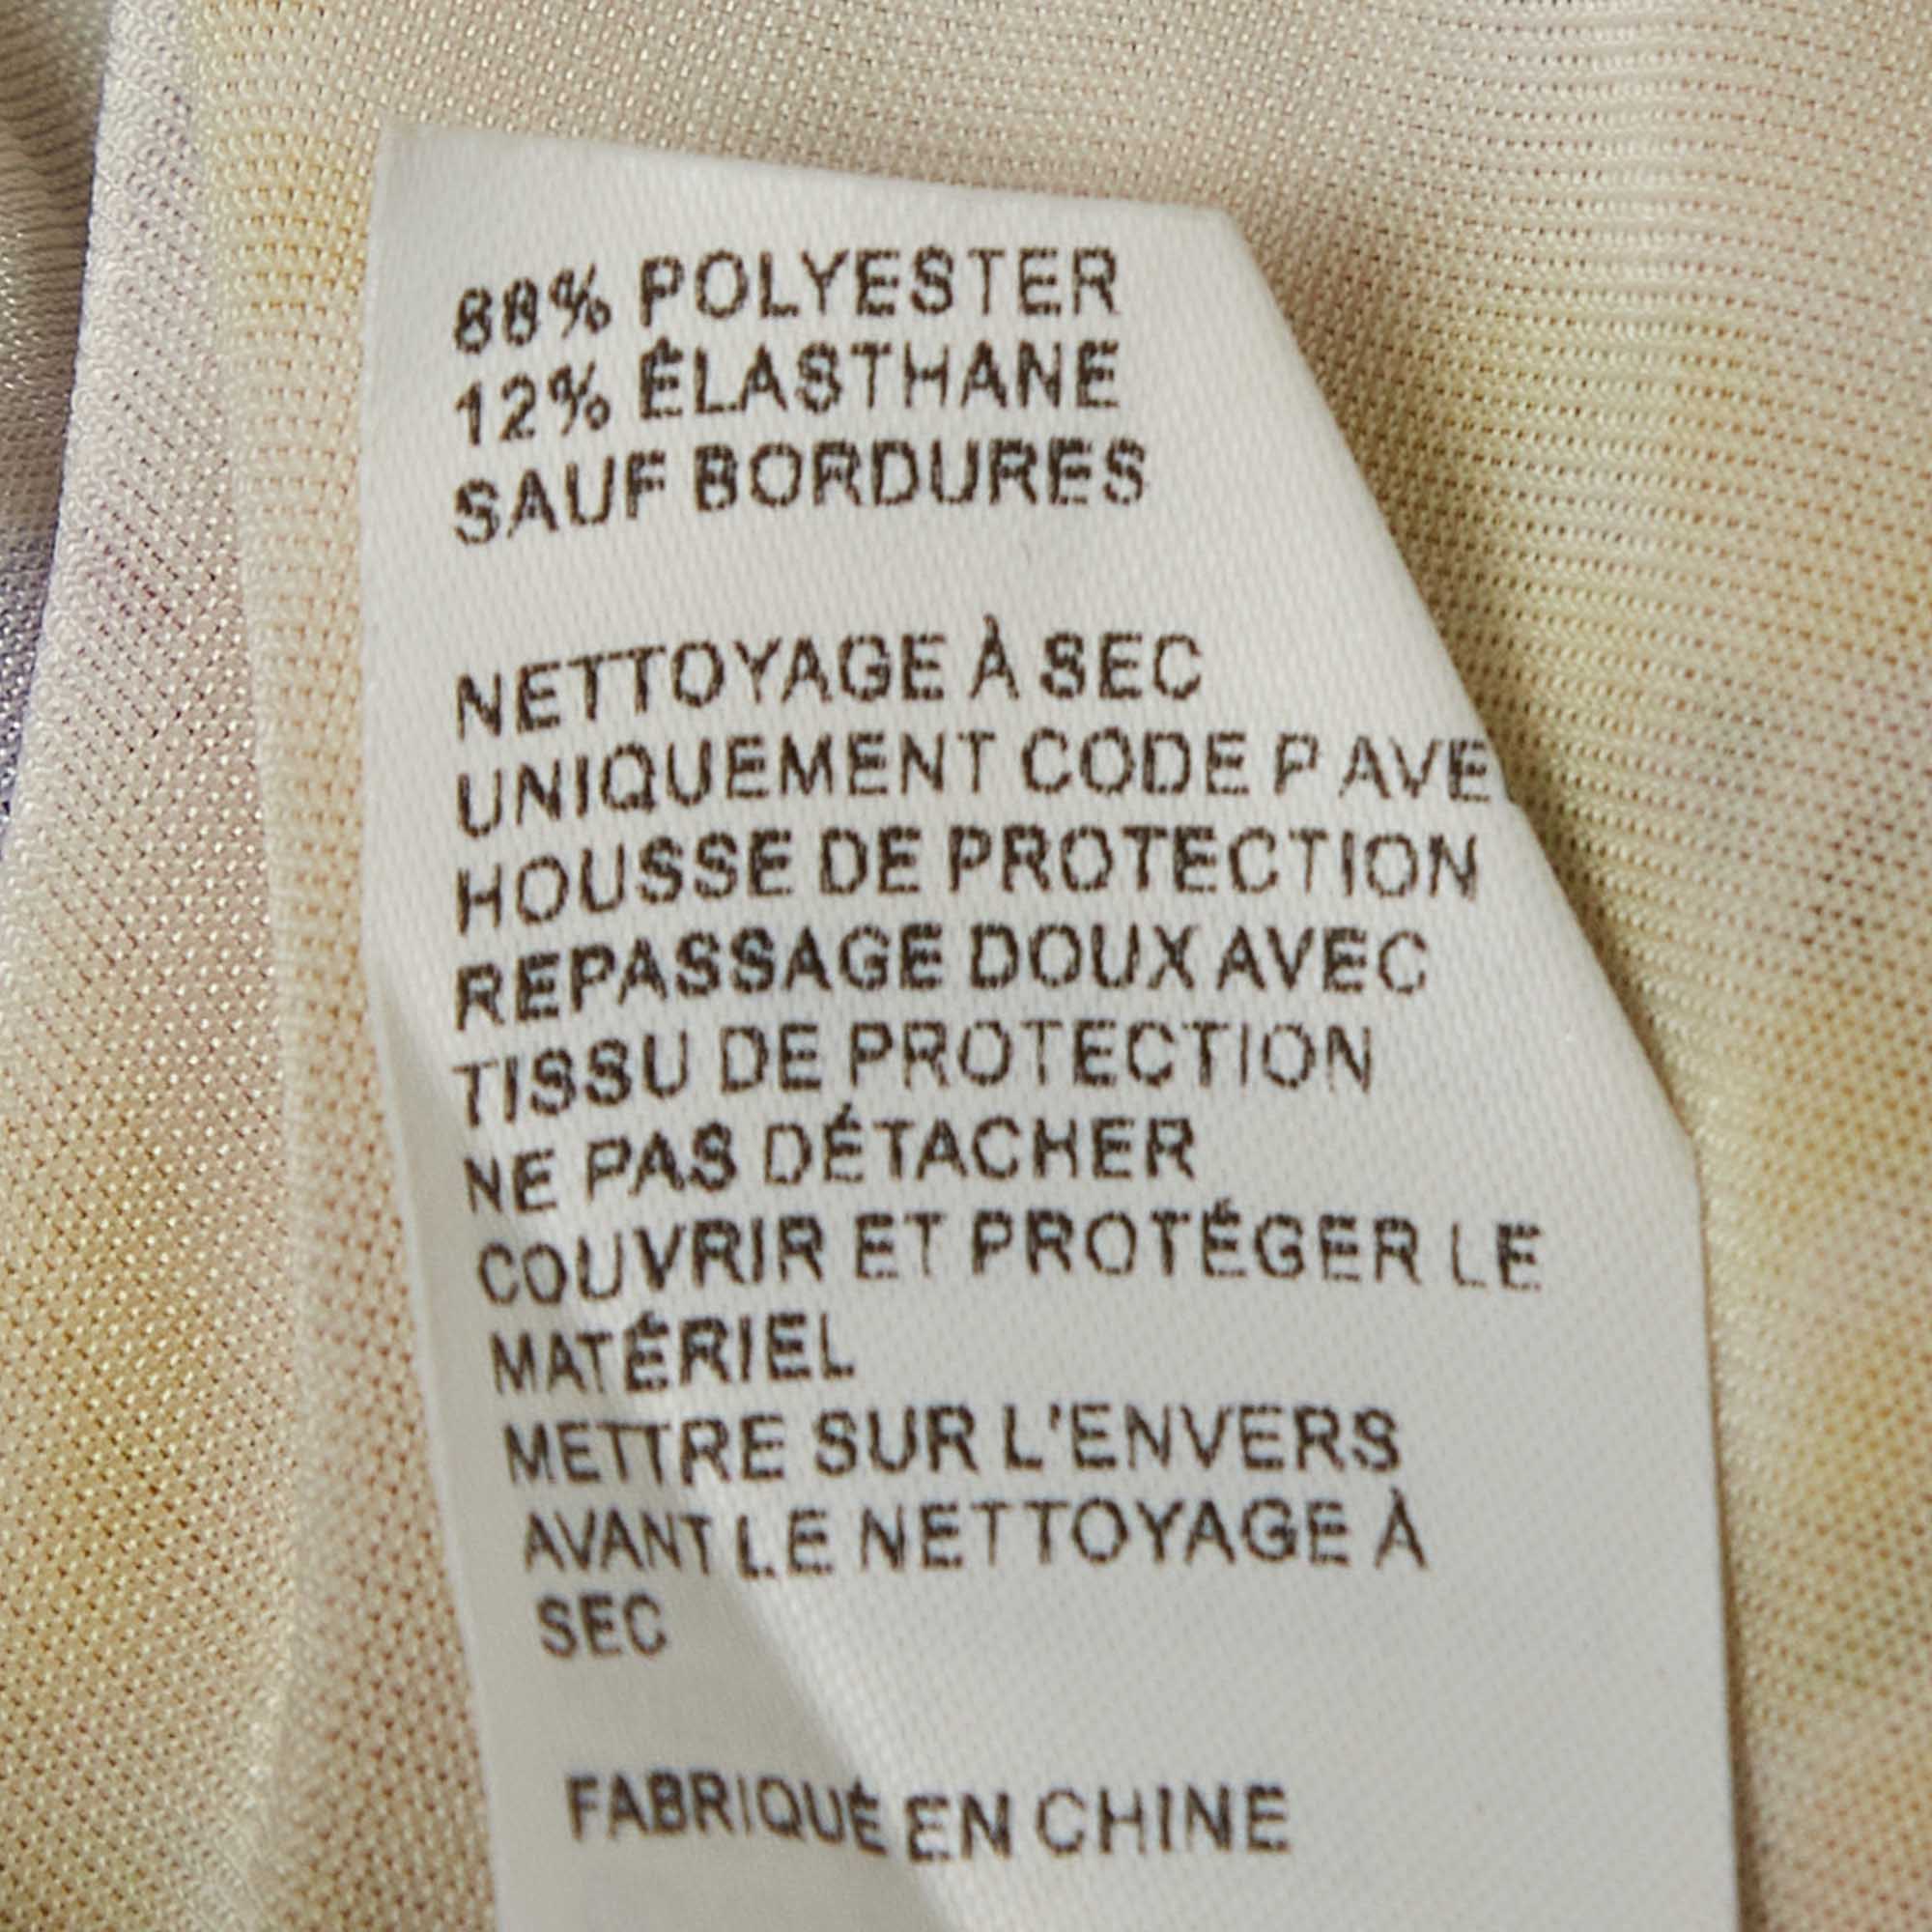 88% POLYESTER
12% ÉLASTHANE
SAUF BORDURES
NETTOYAGE À SEC
UNIQUEMENT CODE P AVE
HOUSSE DE PROTECTION
REPASSAGE DOUX AVEC
TISSU DE PROTECTION
NE PAS DÉTACHER
COUVRIR ET PROTÉGER LE
MATÉRIEL
METTRE SUR L'ENVERS
AVANT LE NETTOYAGE À
SEC
FABRIQUÉ EN CHINE